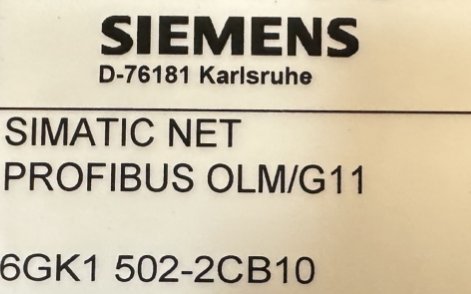 SIEMENS
D-76181 Karlsruhe
SIMATIC NET
PROFIBUS OLM/G11
6GK1 502-2CB10